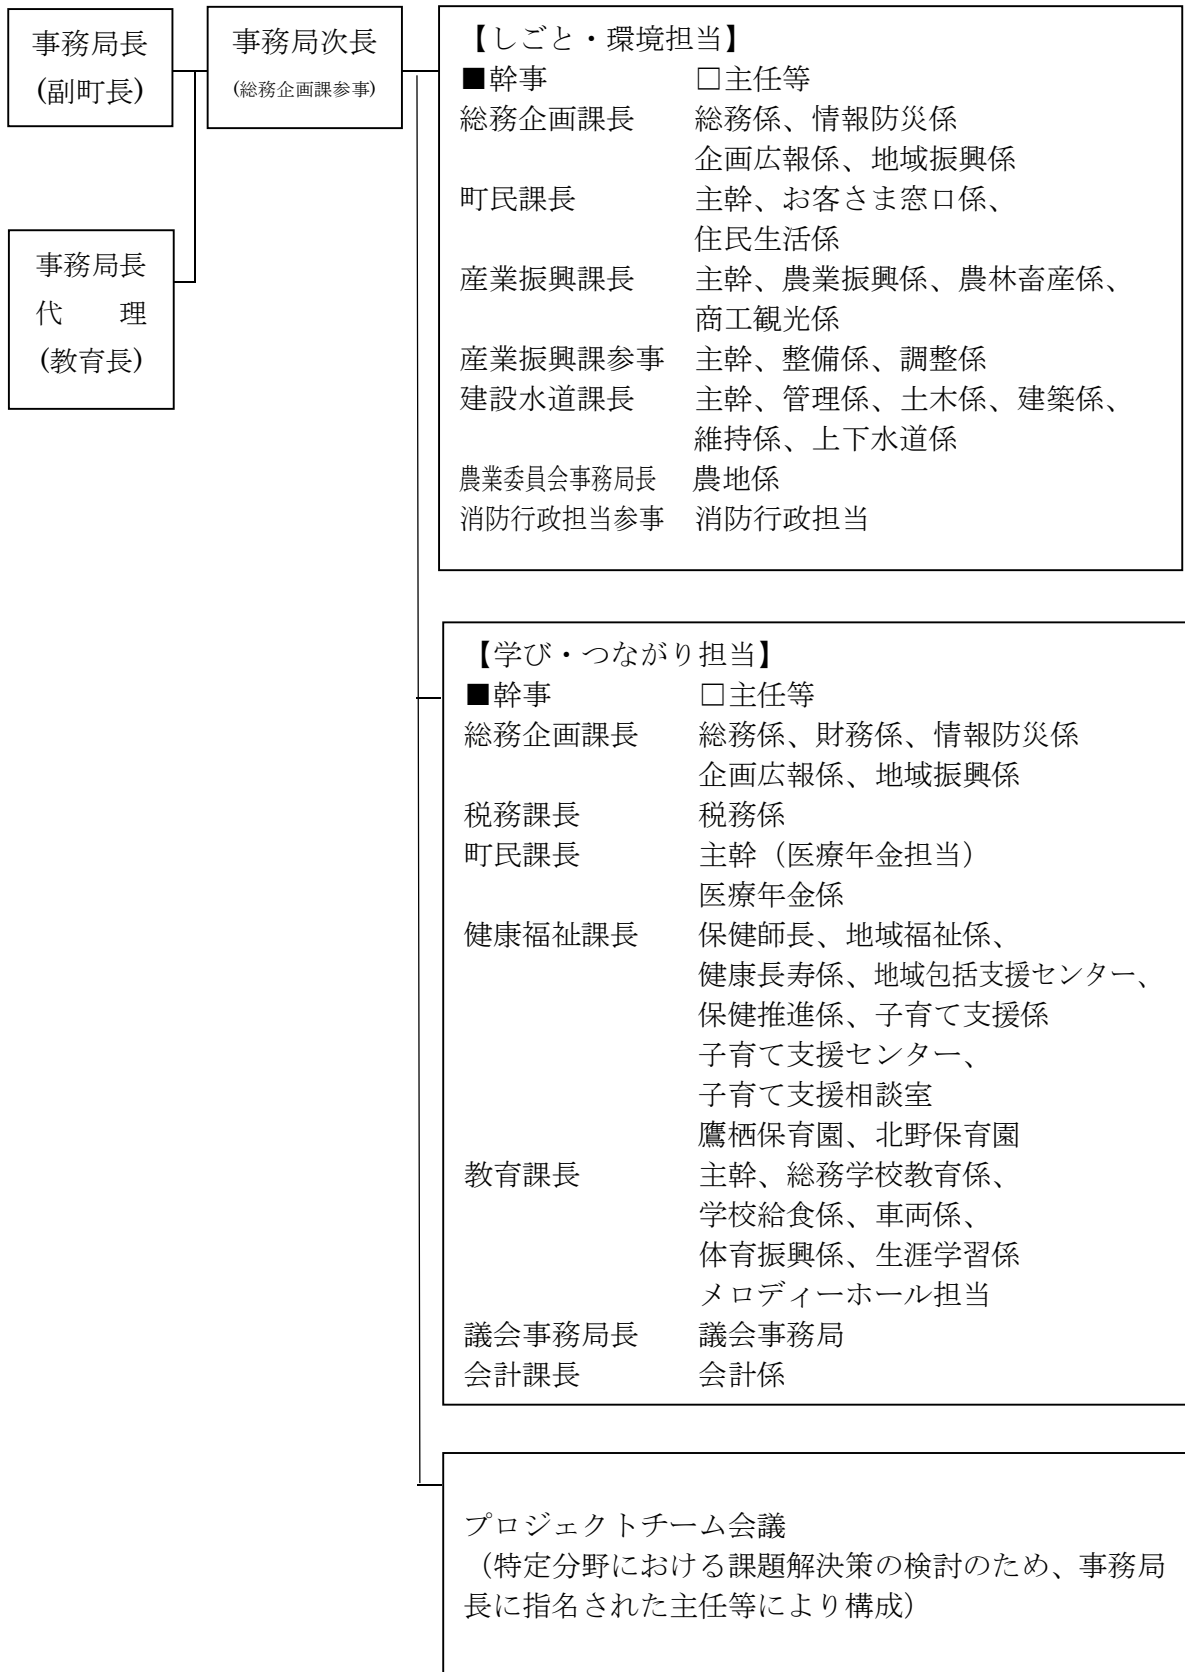 事務局長
(副町長)
事務局次長
(総務企画課参事)
事務局長
代　　理
(教育長)
【しごと・環境担当】
■幹事　□主任等
総務企画課長　総務係、情報防災係
企画広報係、地域振興係
町民課長　主幹、お客さま窓口係、
住民生活係
産業振興課長　主幹、農業振興係、農林畜産係、
商工観光係
産業振興課参事　主幹、整備係、調整係
建設水道課長　主幹、管理係、土木係、建築係、
維持係、上下水道係
農業委員会事務局長　農地係
消防行政担当参事　消防行政担当
【学び・つながり担当】
■幹事　□主任等
総務企画課長　総務係、財務係、情報防災係
企画広報係、地域振興係
税務課長　税務係
町民課長　主幹（医療年金担当）
医療年金係
健康福祉課長　保健師長、地域福祉係、
健康長寿係、地域包括支援センター、
保健推進係、子育て支援係
子育て支援センター、
子育て支援相談室
鷹栖保育園、北野保育園
教育課長　主幹、総務学校教育係、
学校給食係、車両係、
体育振興係、生涯学習係
メロディーホール担当
議会事務局長　議会事務局
会計課長　会計係
プロジェクトチーム会議
（特定分野における課題解決策の検討のため、事務局
長に指名された主任等により構成）